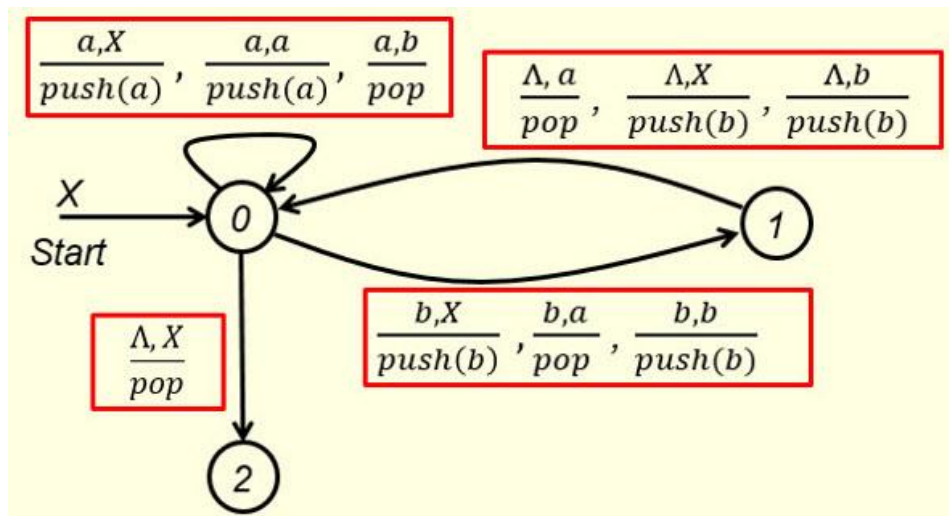 a,X/push(a) , a,a/push(a) , a,b/pop
Λ, a/pop , Λ,X/push(b) , Λ,b/push(b)
X
Start
0
1
b,X/push(b) , b,a/pop , b,b/push(b)
Λ, X/pop
2